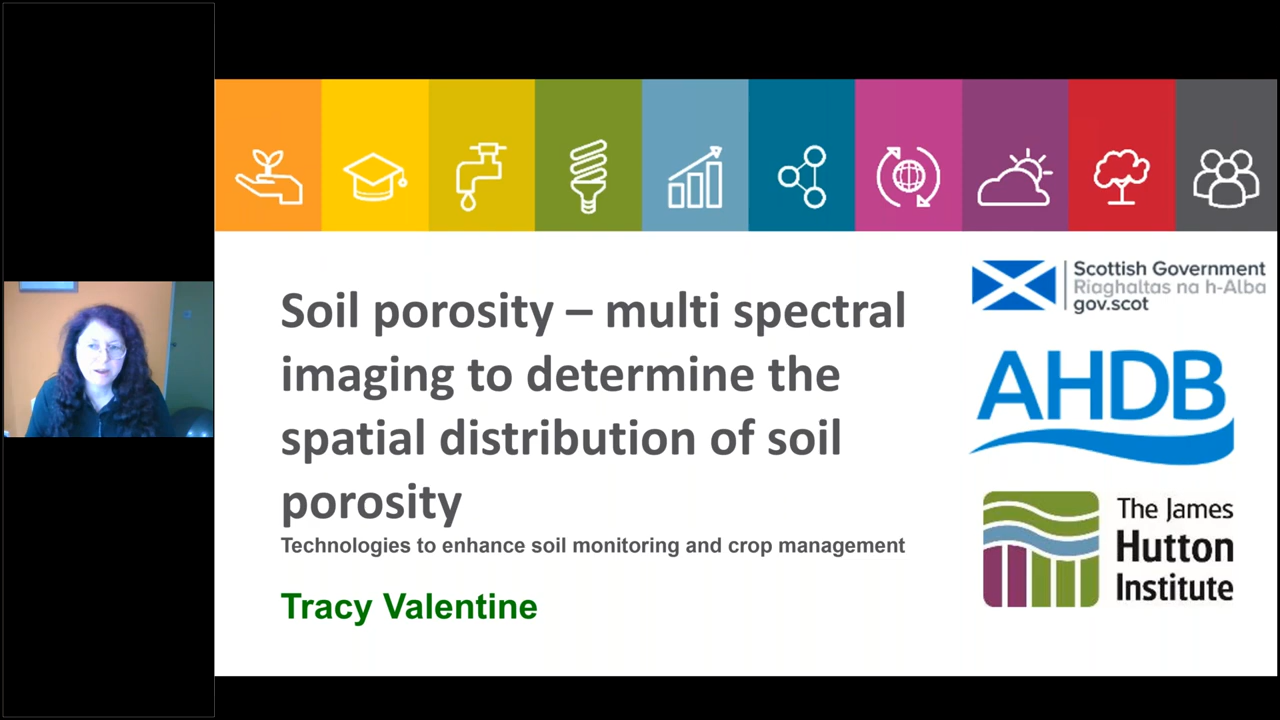 Soil porosity – multi spectral
imaging to determine the
spatial distribution of soil
porosity
Technologies to enhance soil monitoring and crop management
Tracy Valentine
Scottish Government
Riaghaltas na h-Alba
gov.scot
AHDB
The James
Hutton
Institute